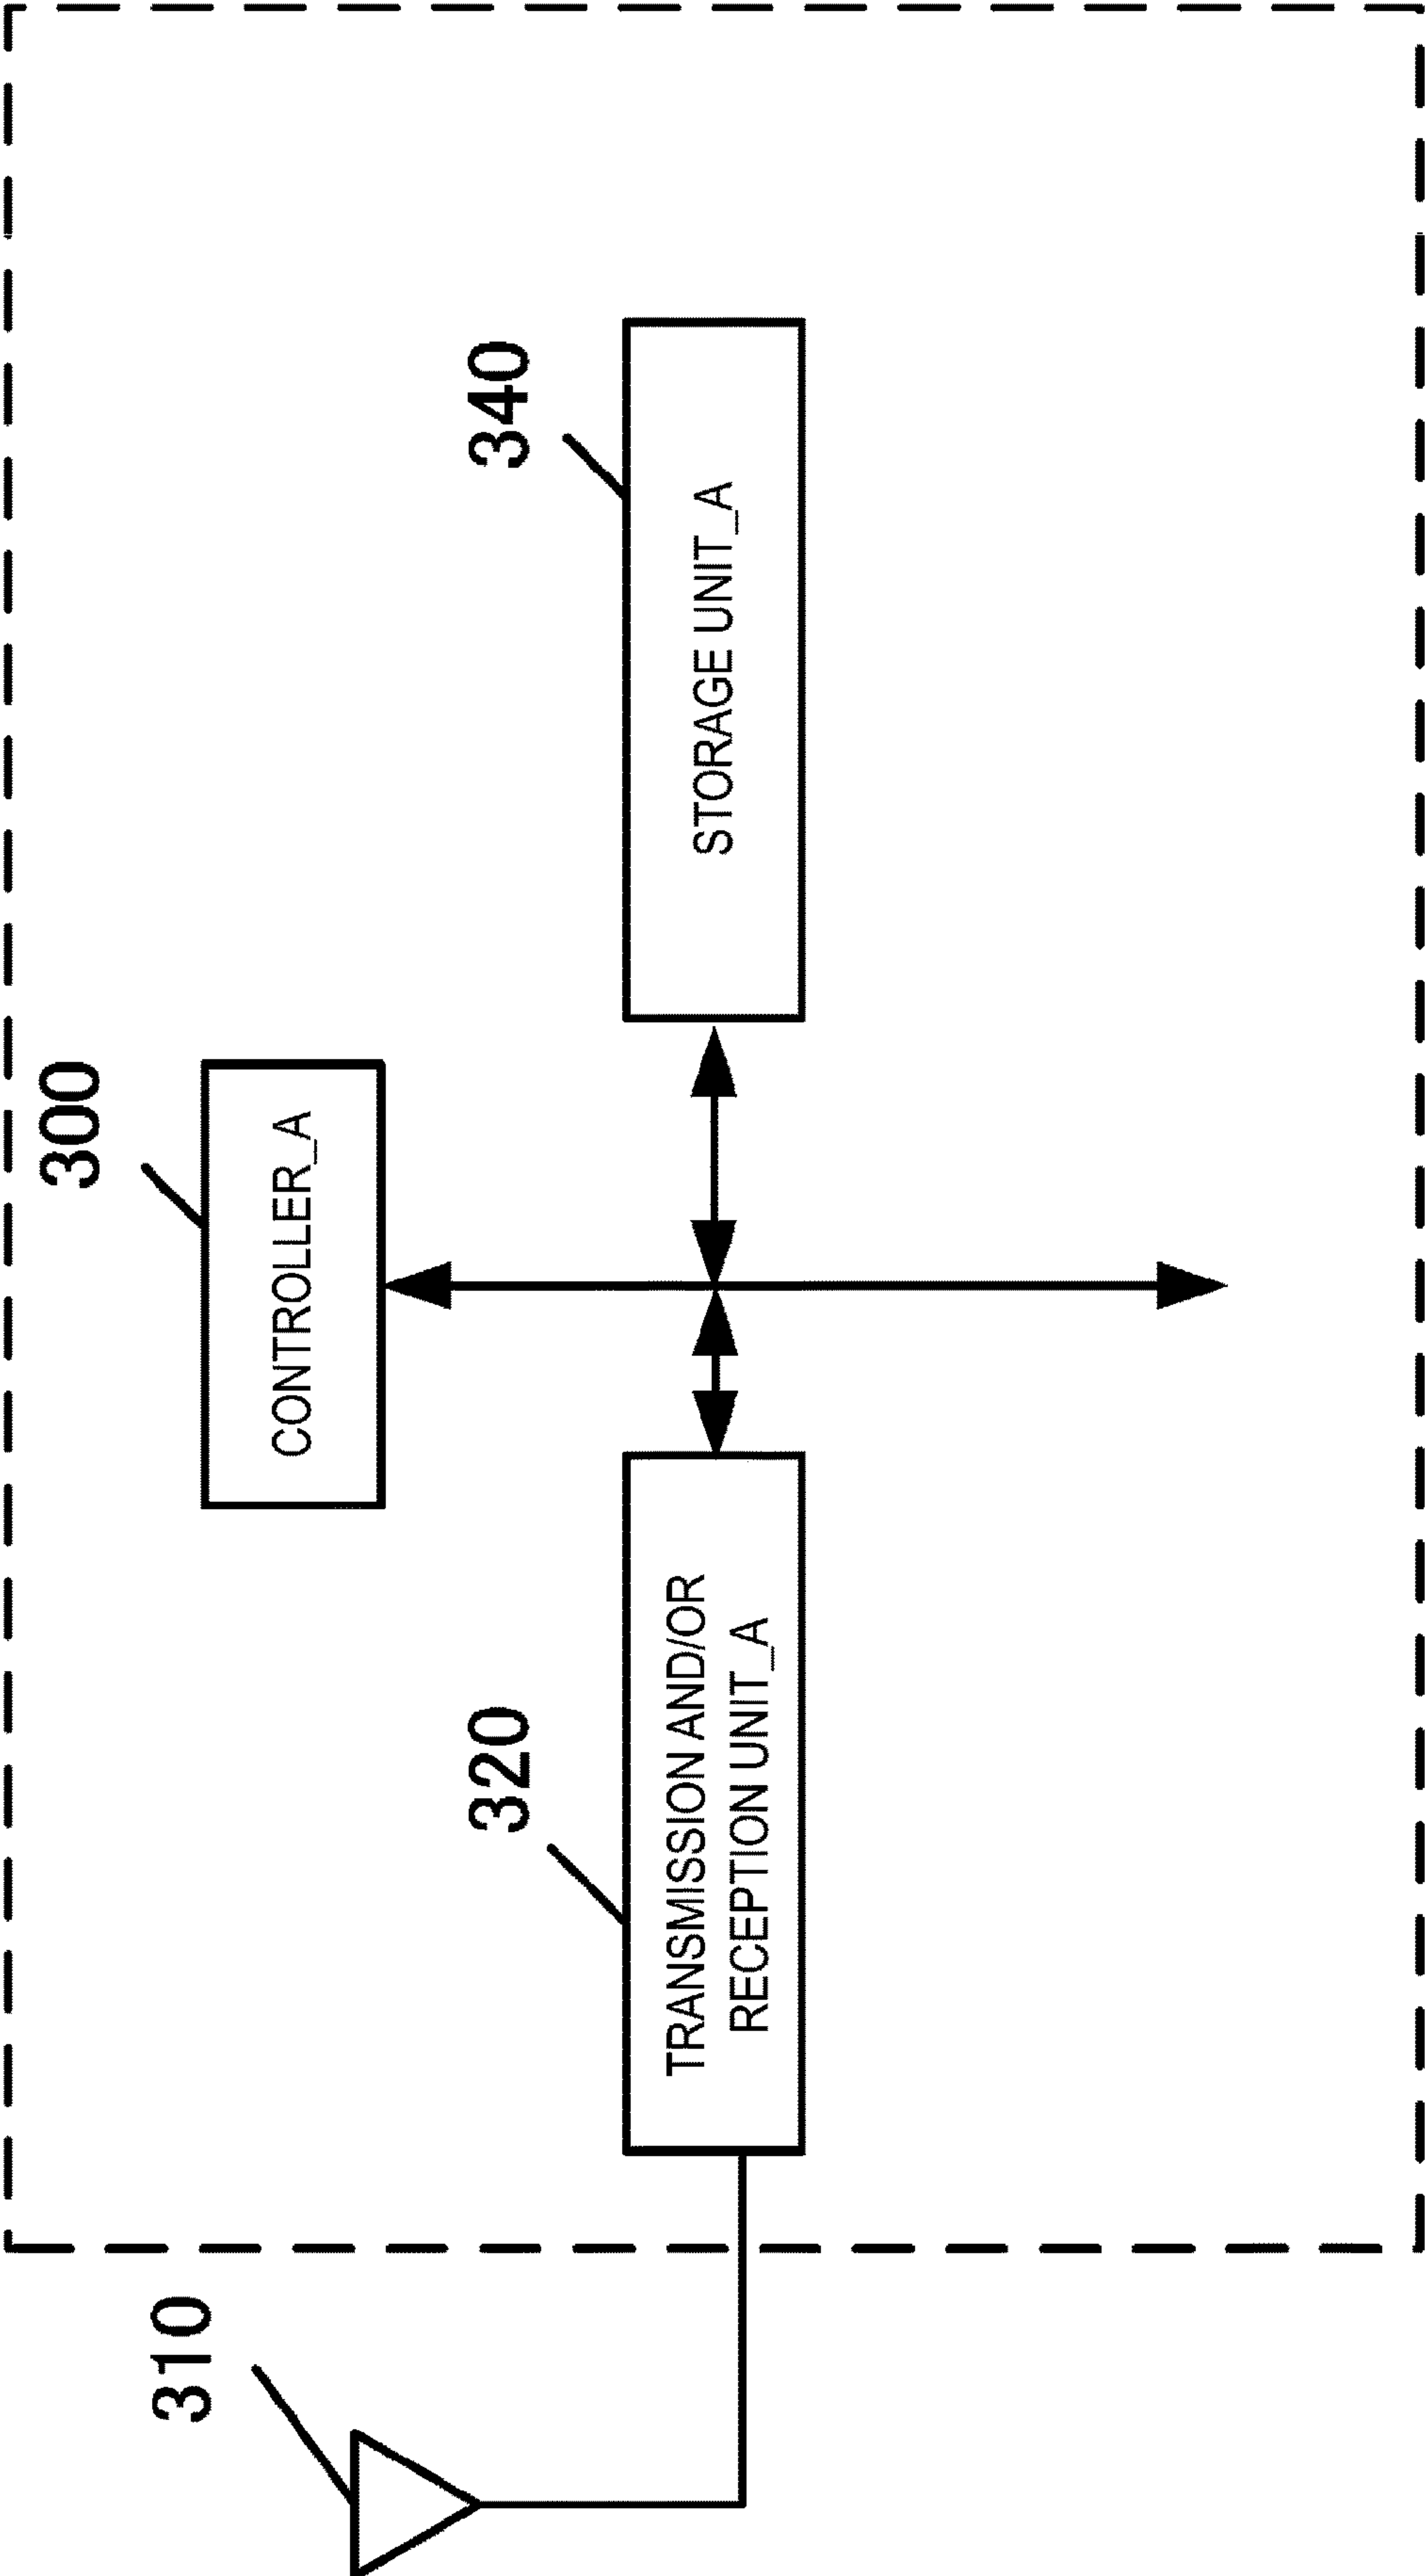 300
CONTROLLER_A
310
320
340
TRANSMISSION AND/OR
RECEPTION UNIT_A
STORAGE UNIT_A